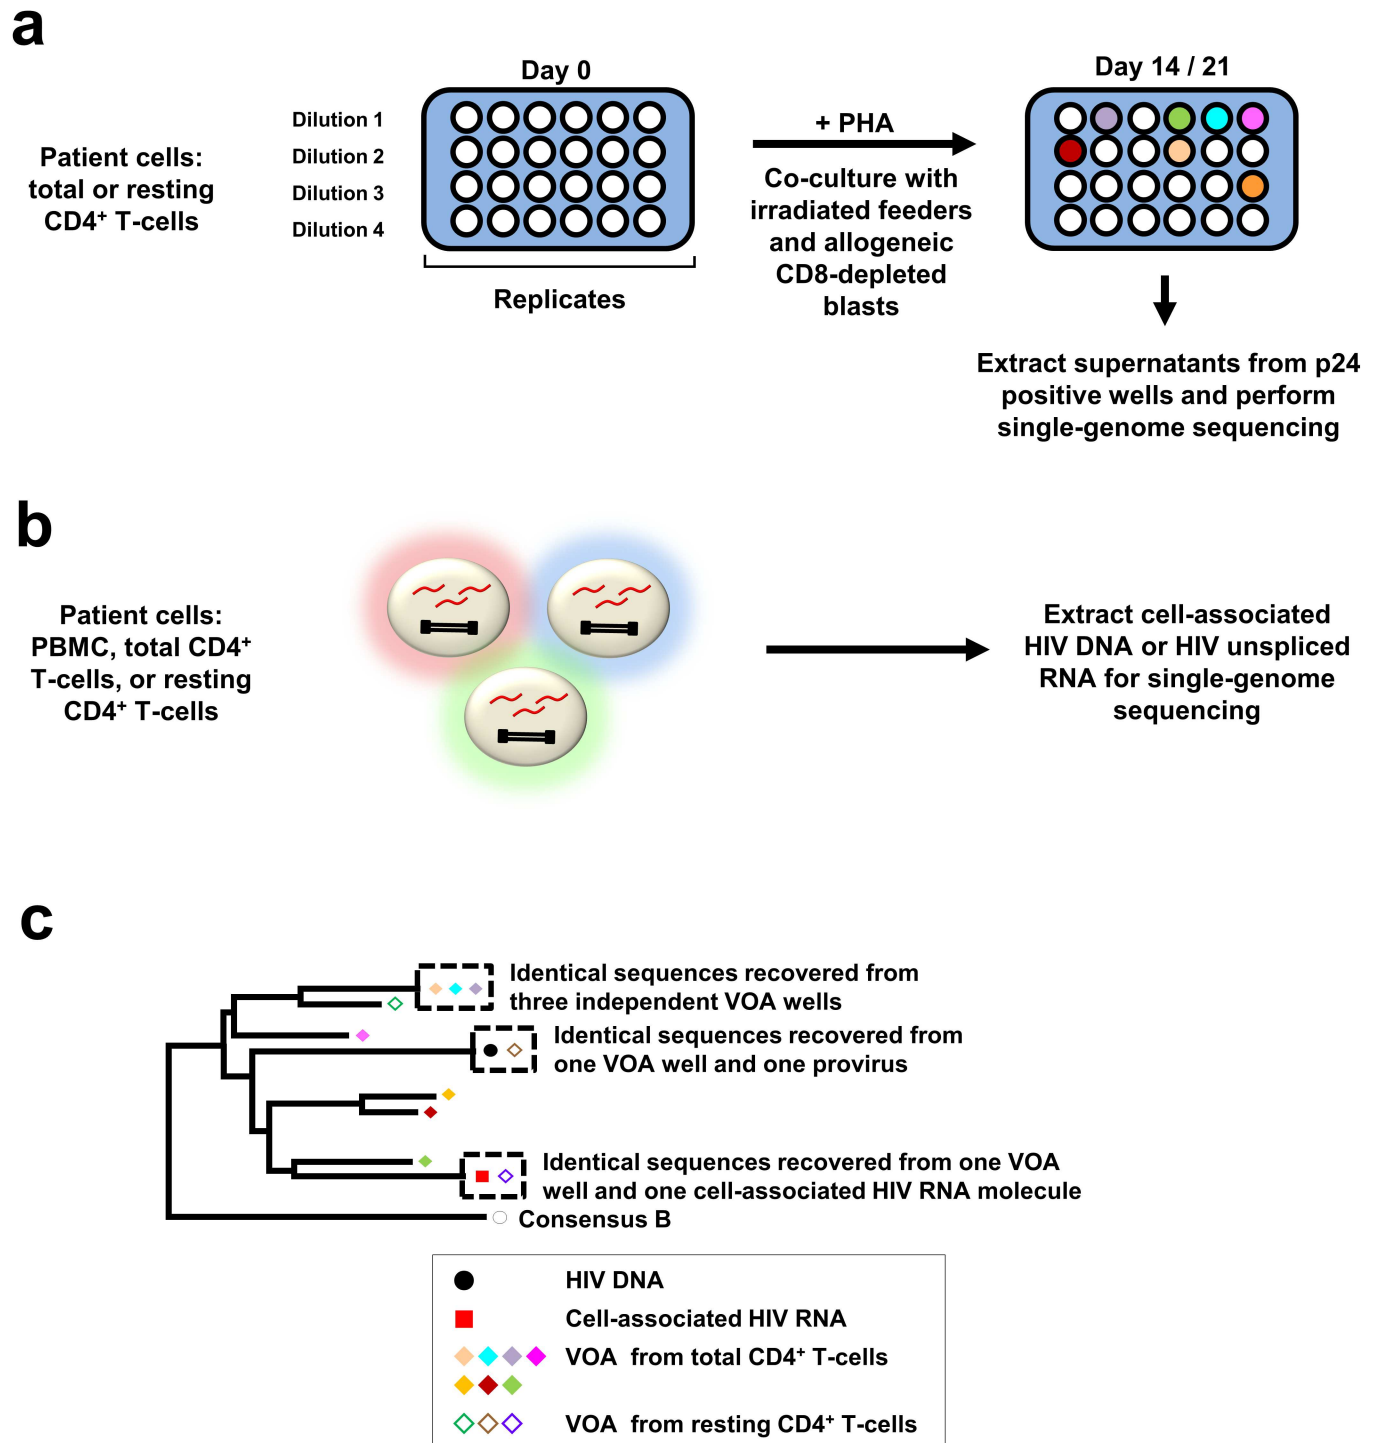 a
Day 0
Day 14 / 21
Dilution 1
Dilution 2
Dilution 3
Dilution 4
Patient cells:
total or resting
CD4+ T-cells
Replicates
+ PHA
Co-culture with
irradiated feeders
and allogeneic
CD8-depleted
blasts
Extract supernatants from p24
positive wells and perform
single-genome sequencing
b
Patient cells:
PBMC, total CD4+
T-cells, or resting
CD4+ T-cells
Extract cell-associated
HIV DNA or HIV unspliced
RNA for single-genome
sequencing
c
Identical sequences recovered from
three independent VOA wells
Identical sequences recovered from
one VOA well and one provirus
Identical sequences recovered from one VOA
well and one cell-associated HIV RNA molecule
Consensus B
HIV DNA
Cell-associated HIV RNA
VOA from total CD4+ T-cells
VOA from resting CD4+ T-cells